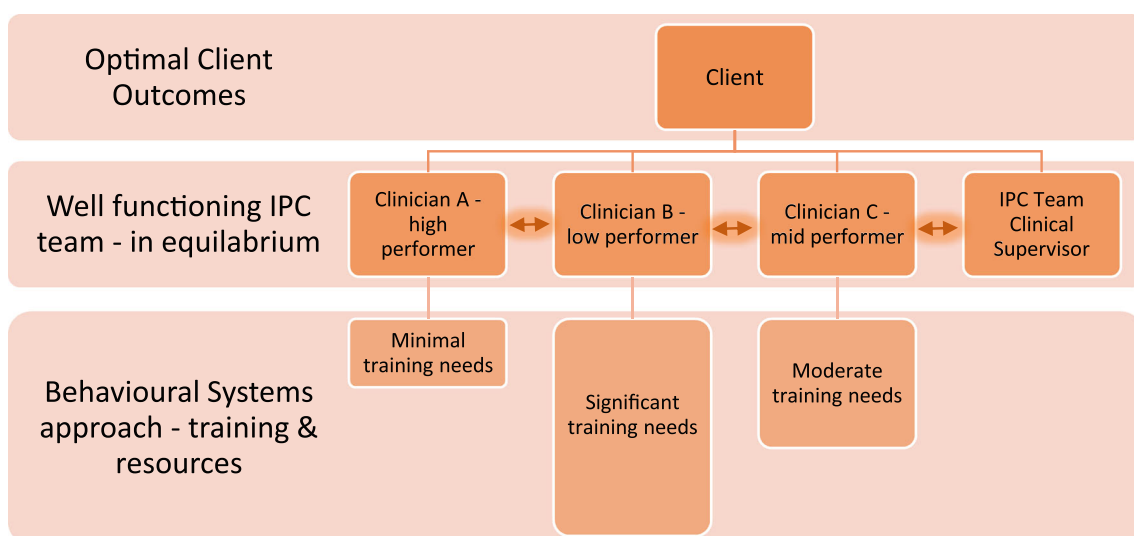 Optimal Client
Outcomes
Client
Well functioning IPC
team - in equilabrium
Clinician A -
high
performer
Clinician B -
low performer
Clinician C -
mid performer
IPC Team
Clinical
Supervisor
Behavioural Systems
approach - training &
resources
Minimal
training needs
Significant
training needs
Moderate
training needs